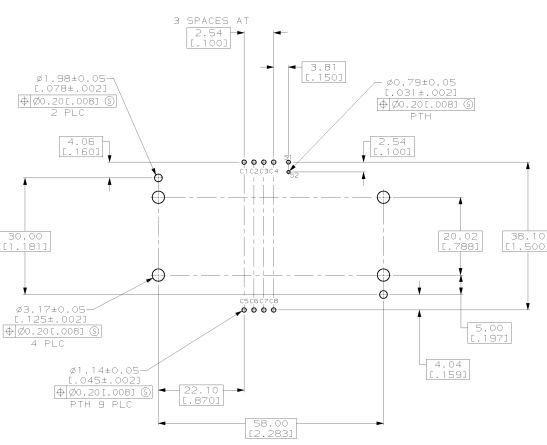 3 SPACES AT
2.54
[.100]
3.81
[.150]
ø1.98±0.05
[.078±.002]
⌖ Ø0.20[.008] Ⓢ
2 PLC
ø0.79±0.05
[.031±.002]
⌖ Ø0.20[.008] Ⓢ
PTH
4.06
[.160]
2.54
[.100]
C1 C2 C3 C4
S2
30.00
[1.181]
20.02
[.788]
38.10
[1.500]
C5 C6 C7 C8
ø3.17±0.05
[.125±.002]
⌖ Ø0.20[.008] Ⓢ
4 PLC
5.00
[.197]
4.04
[.159]
ø1.14±0.05
[.045±.002]
⌖ Ø0.20[.008] Ⓢ
PTH 9 PLC
22.10
[.870]
58.00
[2.283]